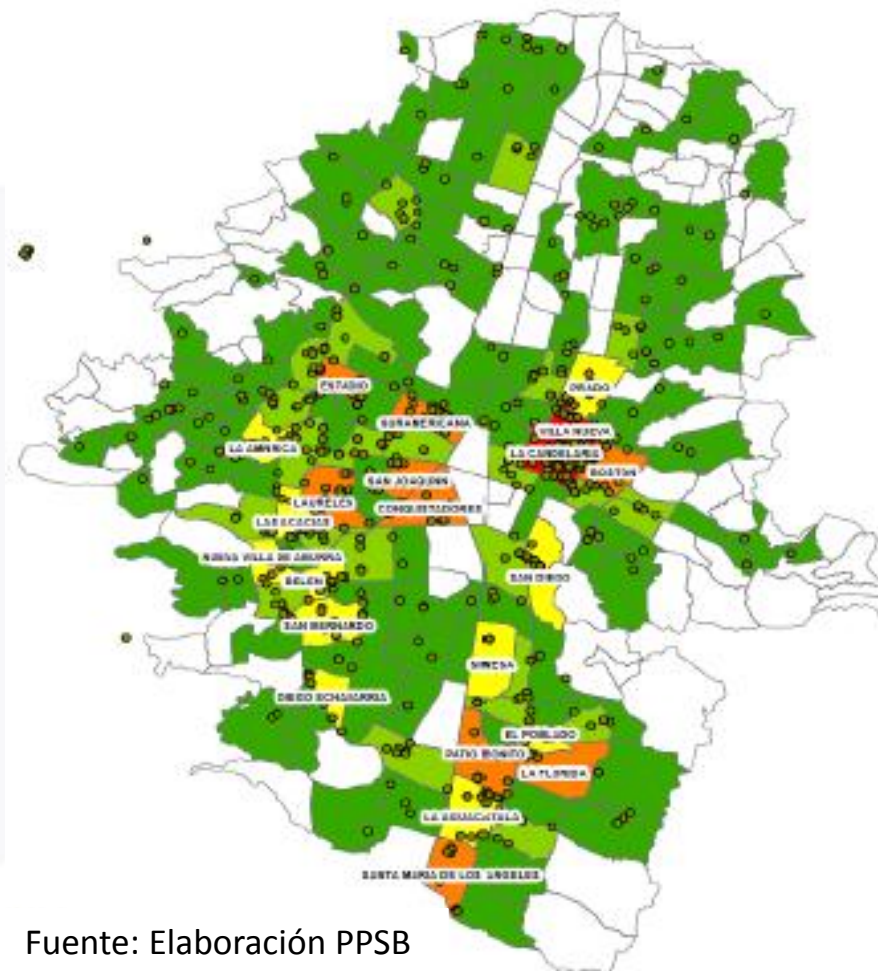 ESTADIO
PRADO
SURAMERICANA
VILLA NUEVA
LA AMÉRICA
LA CANDELARIA
BOSTON
SAN JOAQUIN
LAURELES
CONQUISTADORES
LAS ACACIAS
NUEVA VILLA DE ABURRA
BELEN
SAN DIEGO
SAN BERNARDO
SIMESA
DIEGO ECHAVARRIA
EL POBLADO
PATIO BONITO
LA FLORIDA
LA AGUACATALA
SANTA MARIA DE LOS ANGELES
Fuente: Elaboración PPSB